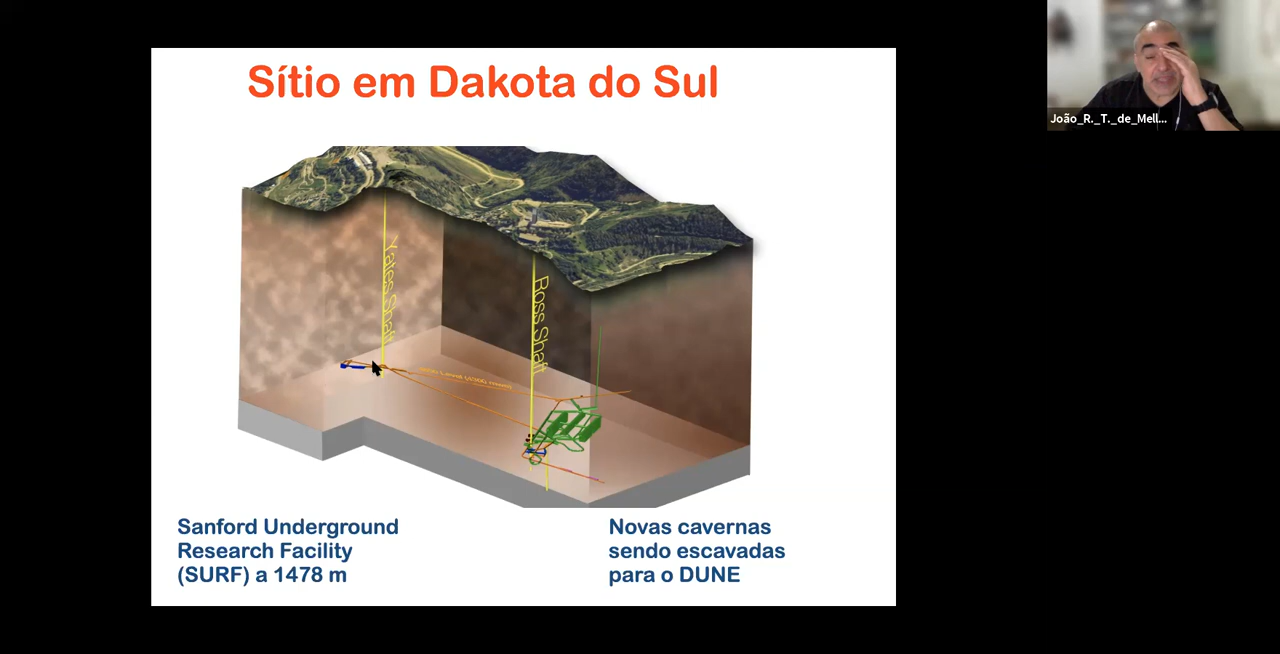 Sítio em Dakota do Sul
João_R._T._de_Mell...
Yates Shaft
Ross Shaft
Sanford Underground
Research Facility
(SURF) a 1478 m
Novas cavernas
sendo escavadas
para o DUNE